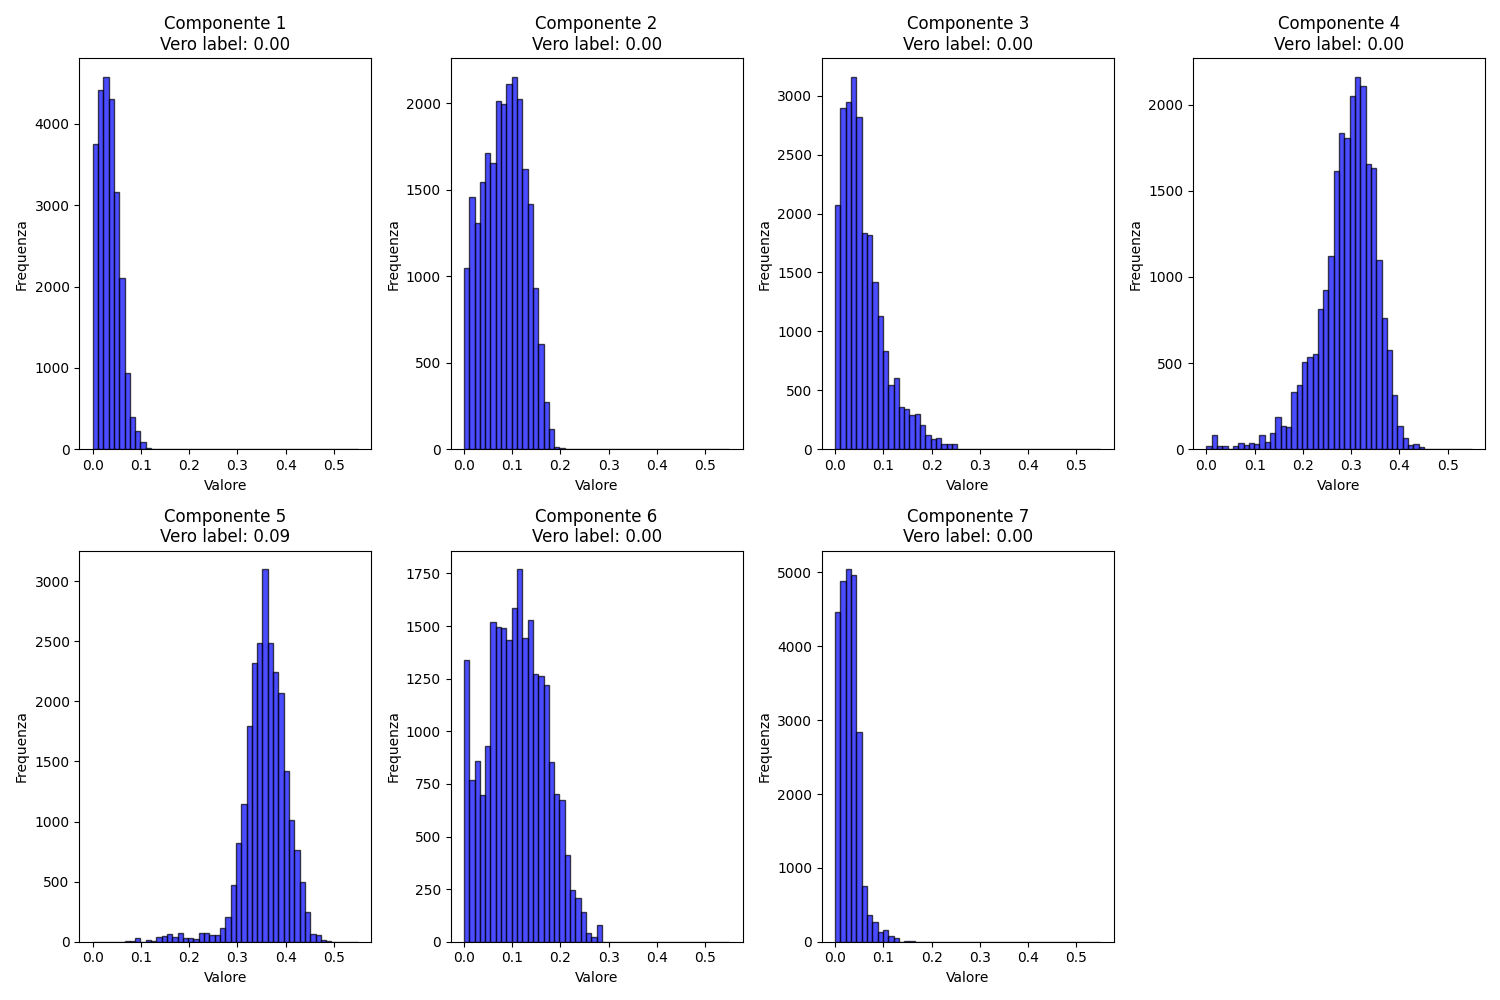 Componente 1
Vero label: 0.00
Frequenza
4000
3000
2000
1000
0
0.0 0.1 0.2 0.3 0.4 0.5
Valore
Componente 2
Vero label: 0.00
Frequenza
2000
1500
1000
500
0
0.0 0.1 0.2 0.3 0.4 0.5
Valore
Componente 3
Vero label: 0.00
Frequenza
3000
2500
2000
1500
1000
500
0
0.0 0.1 0.2 0.3 0.4 0.5
Valore
Componente 4
Vero label: 0.00
Frequenza
2000
1500
1000
500
0
0.0 0.1 0.2 0.3 0.4 0.5
Valore
Componente 5
Vero label: 0.09
Frequenza
3000
2500
2000
1500
1000
500
0
0.0 0.1 0.2 0.3 0.4 0.5
Valore
Componente 6
Vero label: 0.00
Frequenza
1750
1500
1250
1000
750
500
250
0
0.0 0.1 0.2 0.3 0.4 0.5
Valore
Componente 7
Vero label: 0.00
Frequenza
5000
4000
3000
2000
1000
0
0.0 0.1 0.2 0.3 0.4 0.5
Valore